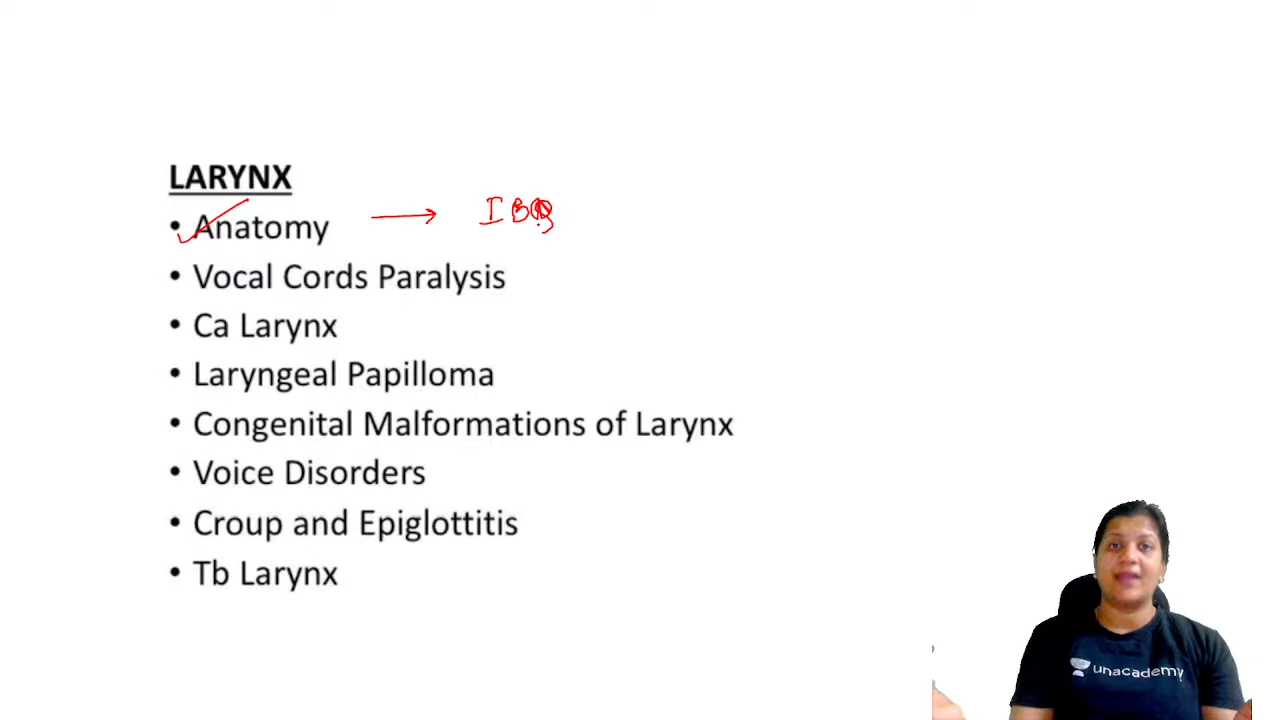 LARYNX
• Anatomy → IBQ
• Vocal Cords Paralysis
• Ca Larynx
• Laryngeal Papilloma
• Congenital Malformations of Larynx
• Voice Disorders
• Croup and Epiglottitis
• Tb Larynx
unacademy